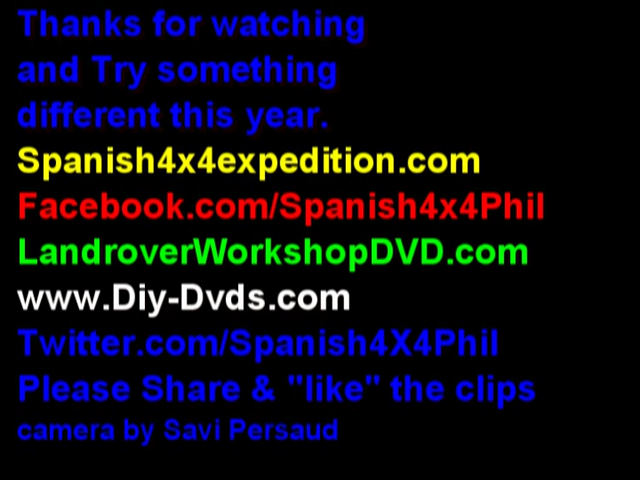 Thanks for watching
and Try something
different this year.
Spanish4x4expedition.com
Facebook.com/Spanish4x4Phil
LandroverWorkshopDVD.com
www.Diy-Dvds.com
Twitter.com/Spanish4X4Phil
Please Share & "like" the clips
camera by Savi Persaud